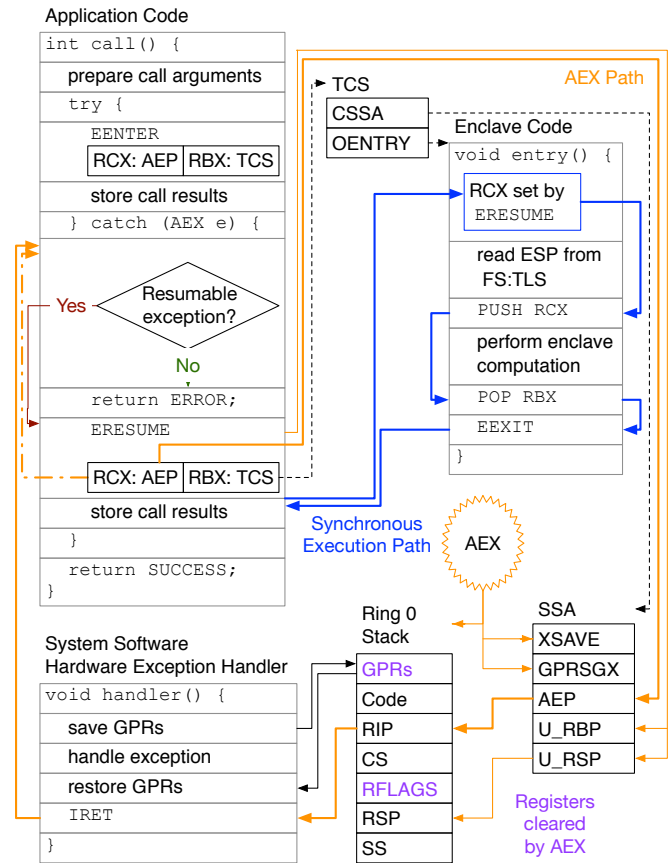 Application Code
int call() {
prepare call arguments
try {
EENTER
RCX: AEP RBX: TCS
store call results
} catch (AEX e) {
Yes
Resumable
exception?
No
return ERROR;
ERESUME
RCX: AEP RBX: TCS
store call results
}
return SUCCESS;
}
AEX Path
TCS
CSSA
OENTRY
Enclave Code
void entry() {
RCX set by
ERESUME
read ESP from
FS:TLS
PUSH RCX
perform enclave
computation
POP RBX
EEXIT
}
Synchronous
Execution Path
AEX
System Software
Hardware Exception Handler
void handler() {
save GPRs
handle exception
restore GPRs
IRET
}
Ring 0
Stack
GPRs
Code
RIP
CS
RFLAGS
RSP
SS
SSA
XSAVE
GPRSGX
AEP
U_RBP
U_RSP
Registers
cleared
by AEX